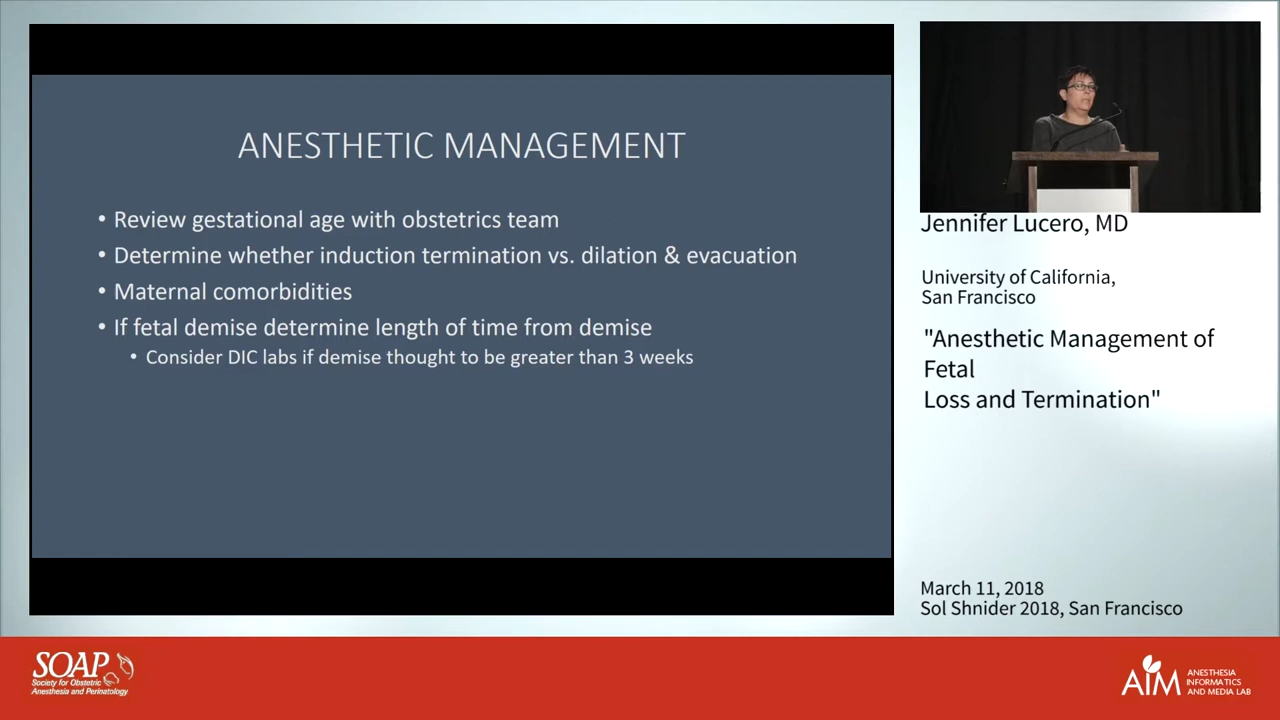 ANESTHETIC MANAGEMENT
• Review gestational age with obstetrics team
• Determine whether induction termination vs. dilation & evacuation
• Maternal comorbidities
• If fetal demise determine length of time from demise
• Consider DIC labs if demise thought to be greater than 3 weeks
Jennifer Lucero, MD
University of California,
San Francisco
"Anesthetic Management of
Fetal
Loss and Termination"
March 11, 2018
Sol Shnider 2018, San Francisco
SOAP
Society for Obstetric
Anesthesia and Perinatology
AIM
ANESTHESIA
INFORMATICS
AND MEDIA LAB